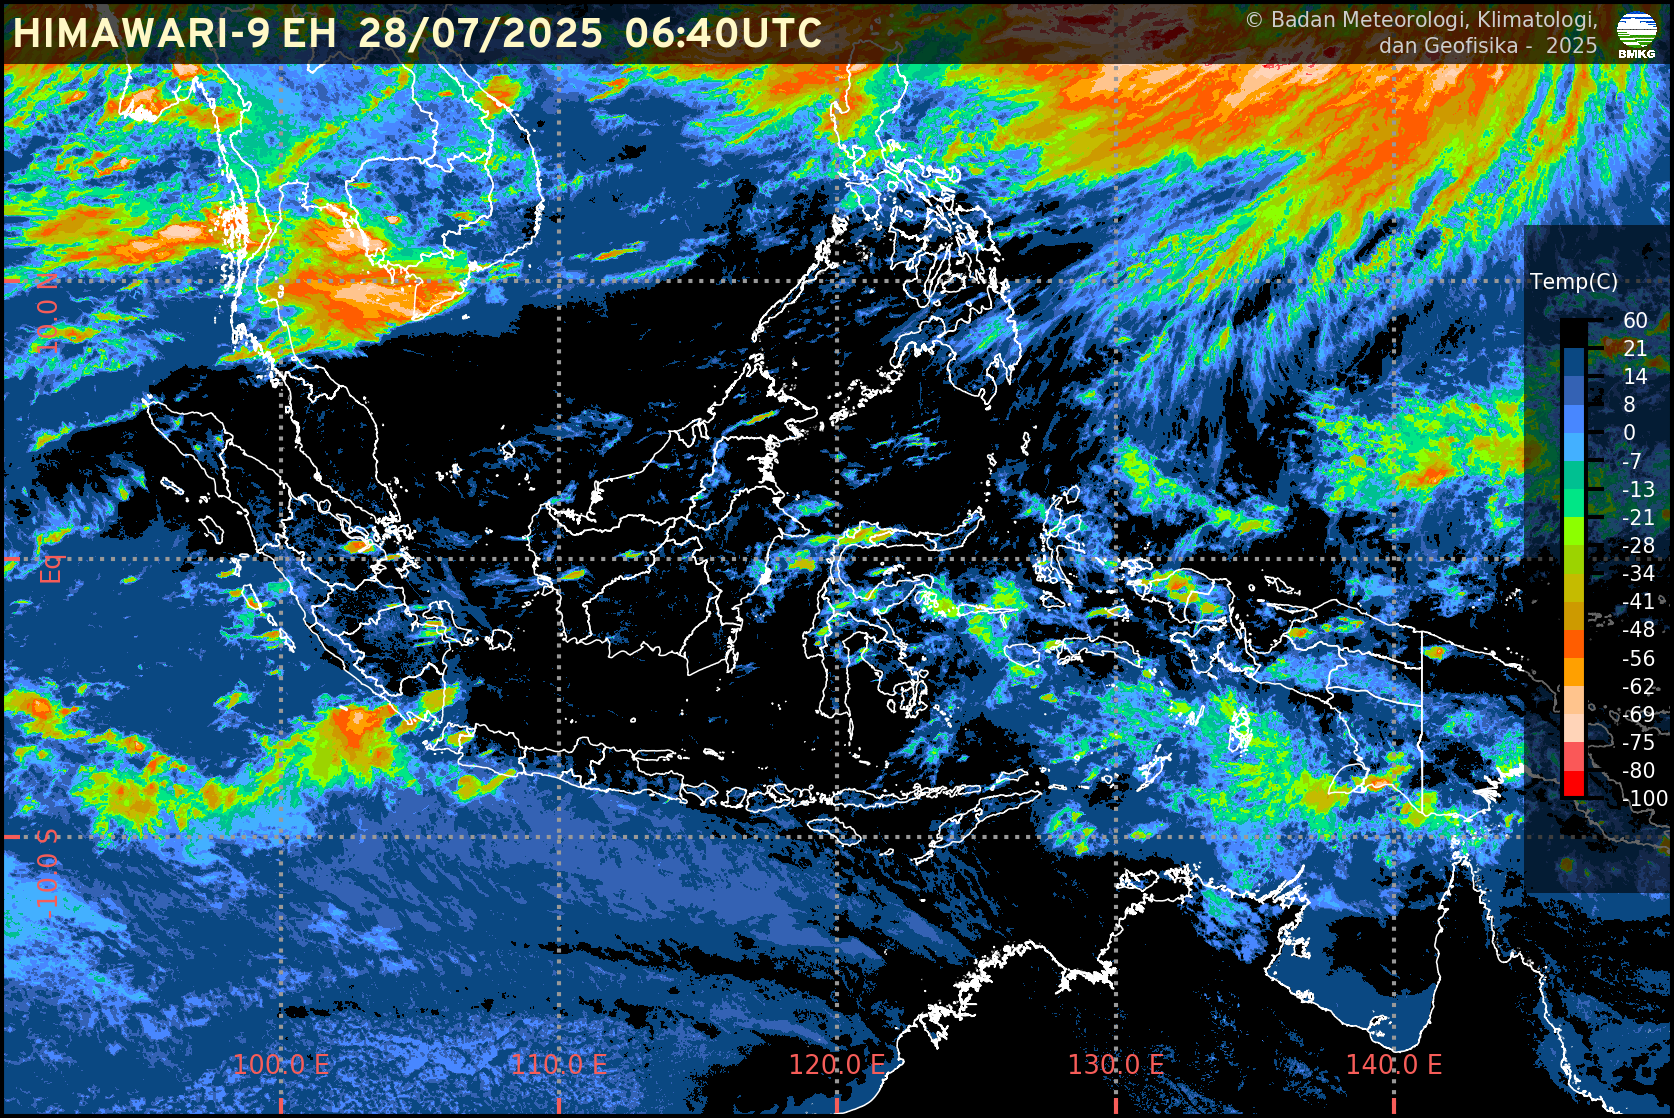 HIMAWARI-9 EH 28/07/2025 06:40UTC
© Badan Meteorologi, Klimatologi,
dan Geofisika - 2025
BMKG
Temp(C)
60
21
14
8
0
-7
-13
-21
-28
-34
-41
-48
-56
-62
-69
-75
-80
-100
10.0 N
Eq
-10.0 S
100.0 E
110.0 E
120.0 E
130.0 E
140.0 E